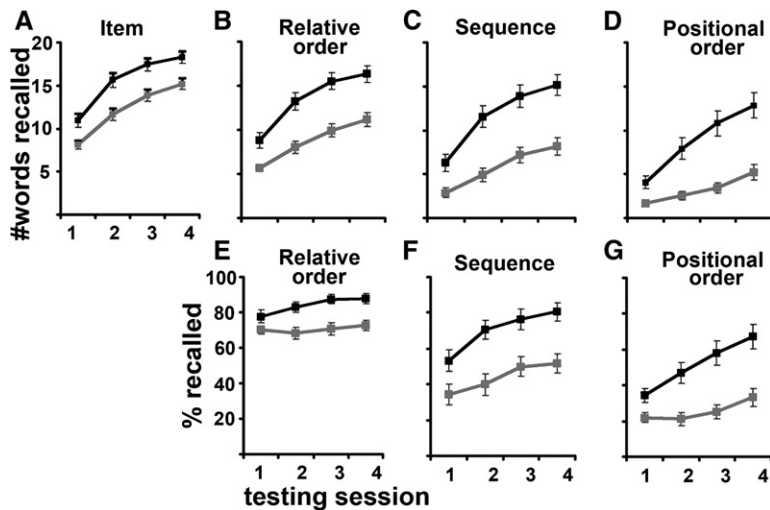 A Item
B Relative order
C Sequence
D Positional order
#words recalled
20
15
10
5
1 2 3 4
E Relative order
F Sequence
G Positional order
% recalled
100
80
60
40
20
1 2 3 4
1 2 3 4
1 2 3 4
testing session